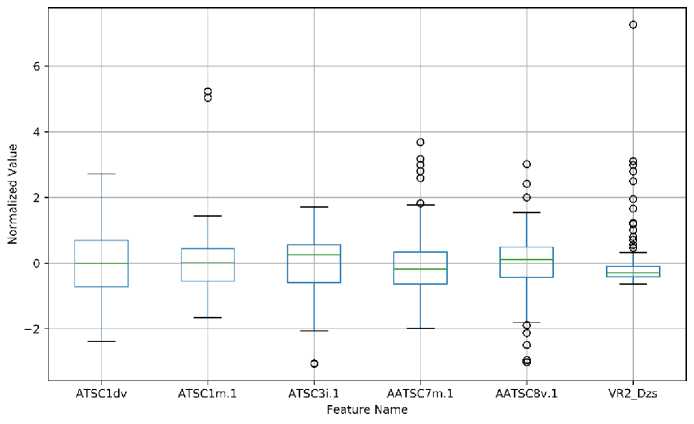 Normalized Value
6
4
2
0
−2
ATSC1dv ATSC1m.1 ATSC3i.1 AATSC7m.1 AATSC8v.1 VR2_Dzs
Feature Name